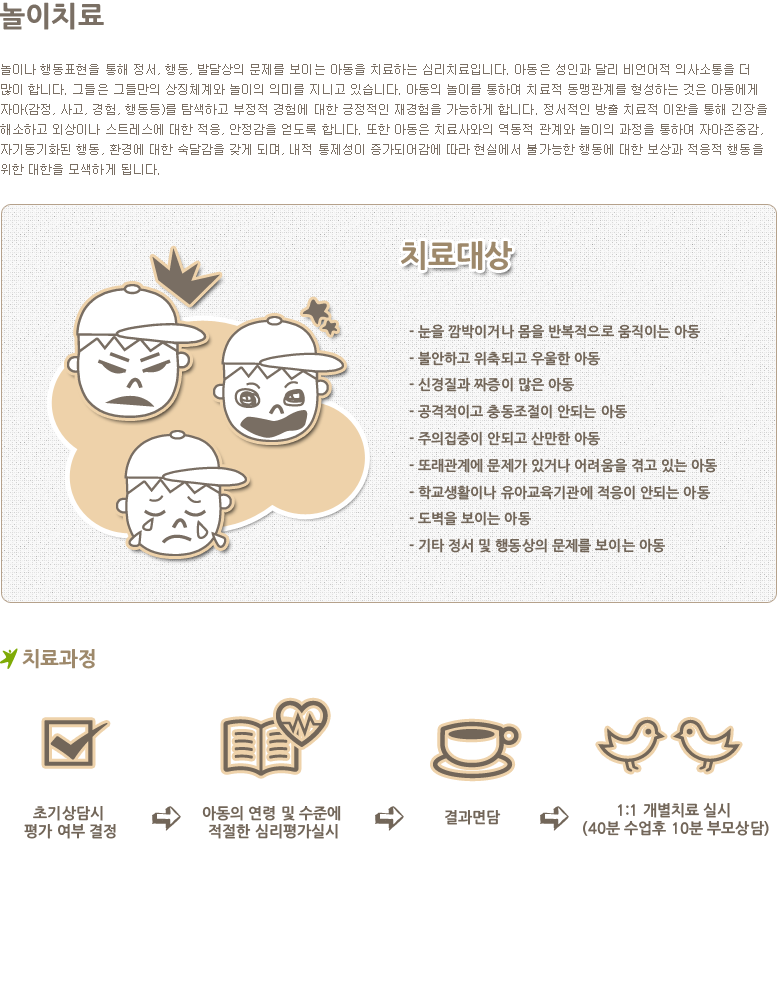 놀이치료
놀이나 행동표현을 통해 정서, 행동, 발달상의 문제를 보이는 아동을 치료하는 심리치료입니다. 아동은 성인과 달리 비언어적 의사소통을 더
많이 합니다. 그들은 그들만의 상징체계와 놀이의 의미를 지니고 있습니다. 아동의 놀이를 통하여 치료적 동맹관계를 형성하는 것은 아동에게
자아(감정, 사고, 경험, 행동등)를 탐색하고 부정적 경험에 대한 긍정적인 재경험을 가능하게 합니다. 정서적인 방출 치료적 이완을 통해 긴장을
해소하고 외상이나 스트레스에 대한 적응, 안정감을 얻도록 합니다. 또한 아동은 치료사와의 역동적 관계와 놀이의 과정을 통하여 자아존중감,
자기동기화된 행동, 환경에 대한 숙달감을 갖게 되며, 내적 통제성이 증가되어감에 따라 현실에서 불가능한 행동에 대한 보상과 적응적 행동을
위한 대한을 모색하게 됩니다.
치료대상
- 눈을 깜박이거나 몸을 반복적으로 움직이는 아동
- 불안하고 위축되고 우울한 아동
- 신경질과 짜증이 많은 아동
- 공격적이고 충동조절이 안되는 아동
- 주의집중이 안되고 산만한 아동
- 또래관계에 문제가 있거나 어려움을 겪고 있는 아동
- 학교생활이나 유아교육기관에 적응이 안되는 아동
- 도벽을 보이는 아동
- 기타 정서 및 행동상의 문제를 보이는 아동
치료과정
초기상담시
평가 여부 결정
아동의 연령 및 수준에
적절한 심리평가실시
결과면담
1:1 개별치료 실시
(40분 수업후 10분 부모상담)